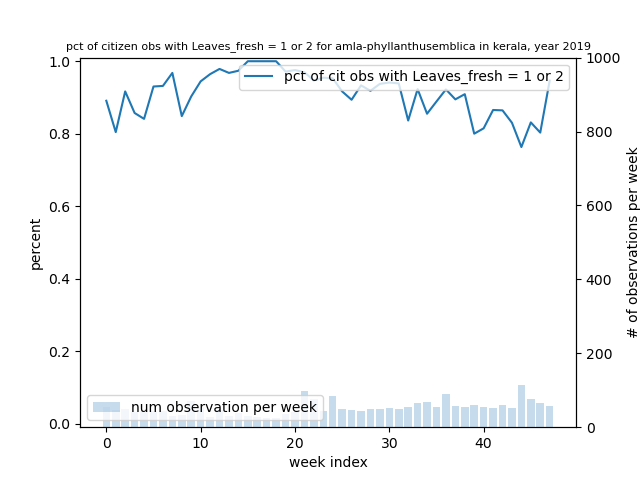 pct of citizen obs with Leaves_fresh = 1 or 2 for amla-phyllanthusemblica in kerala, year 2019
pct of cit obs with Leaves_fresh = 1 or 2
1.0
0.8
0.6
0.4
0.2
0.0
percent
1000
800
600
400
200
0
# of observations per week
num observation per week
0
10
20
30
40
week index